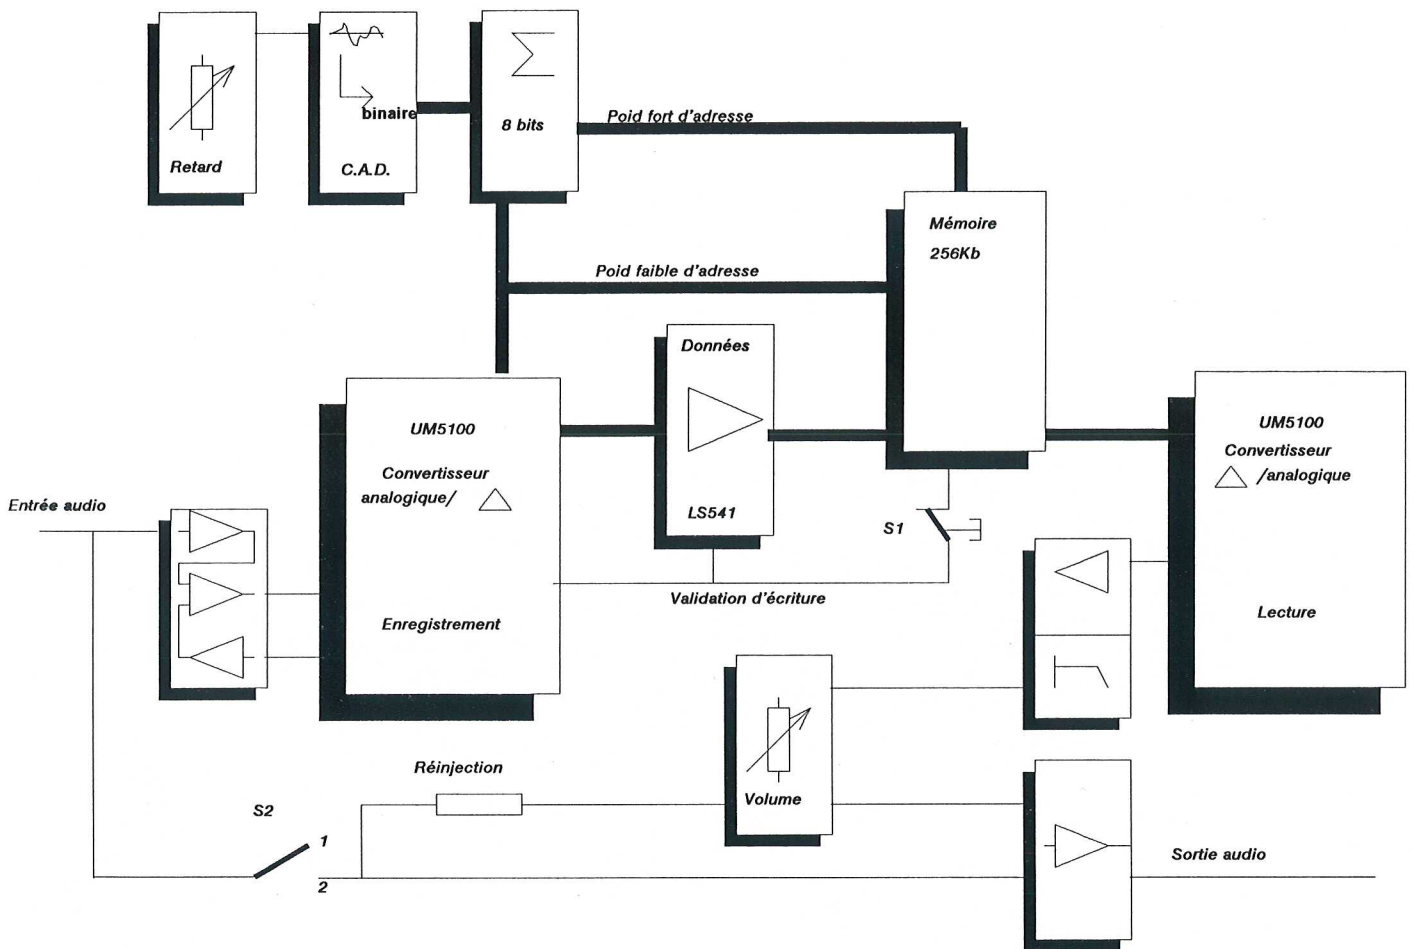 Retard
binaire
C.A.D.
8 bits
Poid fort d'adresse
Mémoire
256Kb
Poid faible d'adresse
Données
LS541
UM5100
Convertisseur
analogique/
Enregistrement
UM5100
Convertisseur
/analogique
Lecture
Entrée audio
S1
Validation d'écriture
Réinjection
Volume
S2
1
2
Sortie audio